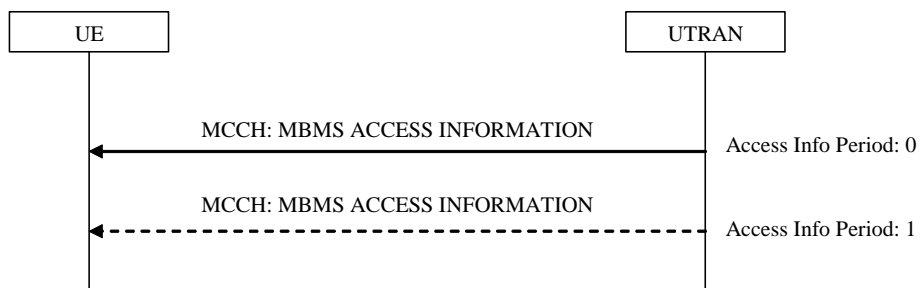 UE
UTRAN
MCCH: MBMS ACCESS INFORMATION
Access Info Period: 0
MCCH: MBMS ACCESS INFORMATION
Access Info Period: 1